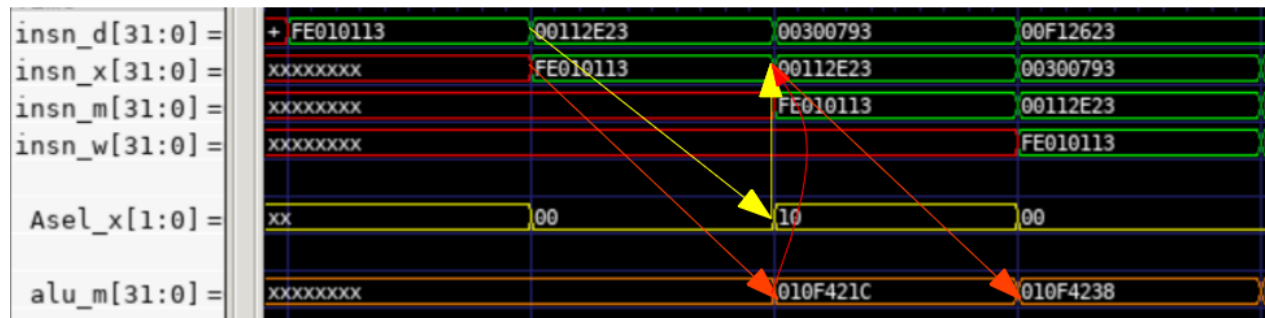 insn_d[31:0] = + FE010113 00112E23 00300793 00F12623
insn_x[31:0] = xxxxxxxx FE010113 00112E23 00300793
insn_m[31:0] = xxxxxxxx FE010113 00112E23
insn_w[31:0] = xxxxxxxx FE010113
Asel_x[1:0] = xx 00 10 00
alu_m[31:0] = xxxxxxxx 010F421C 010F4238